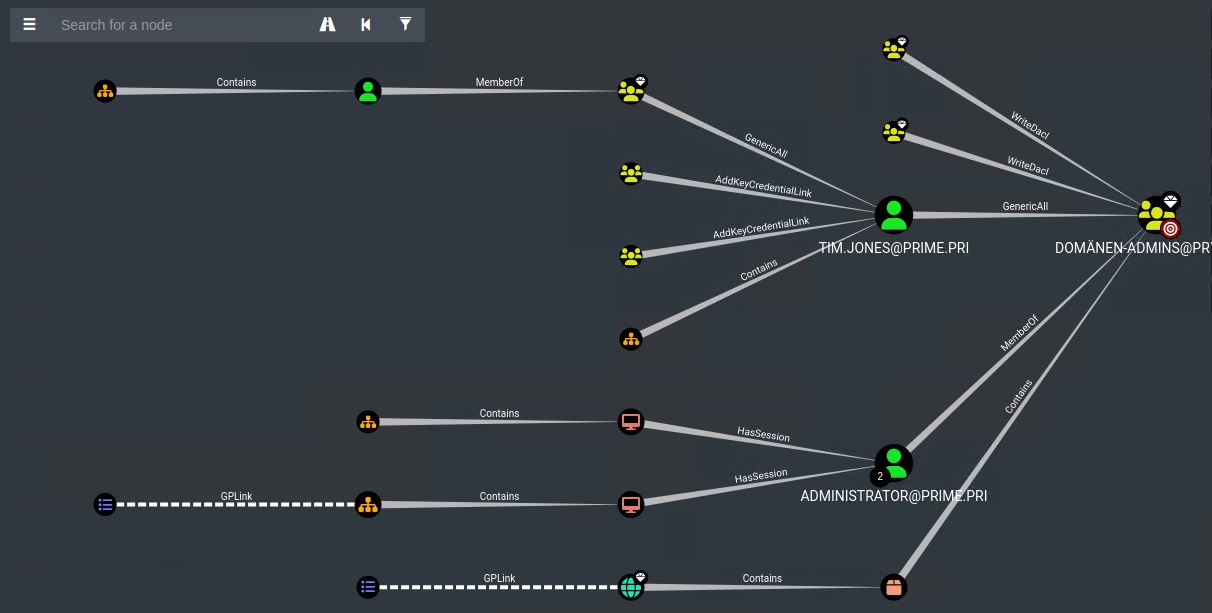 Search for a node
Contains
MemberOf
GenericAll
AddKeyCredentialLink
AddKeyCredentialLink
Contains
WriteDacl
WriteDacl
GenericAll
TIM.JONES@PRIME.PRI
DOMÄNEN-ADMINS@PR
MemberOf
Contains
Contains
HasSession
HasSession
2
ADMINISTRATOR@PRIME.PRI
GPLink
Contains
GPLink
Contains